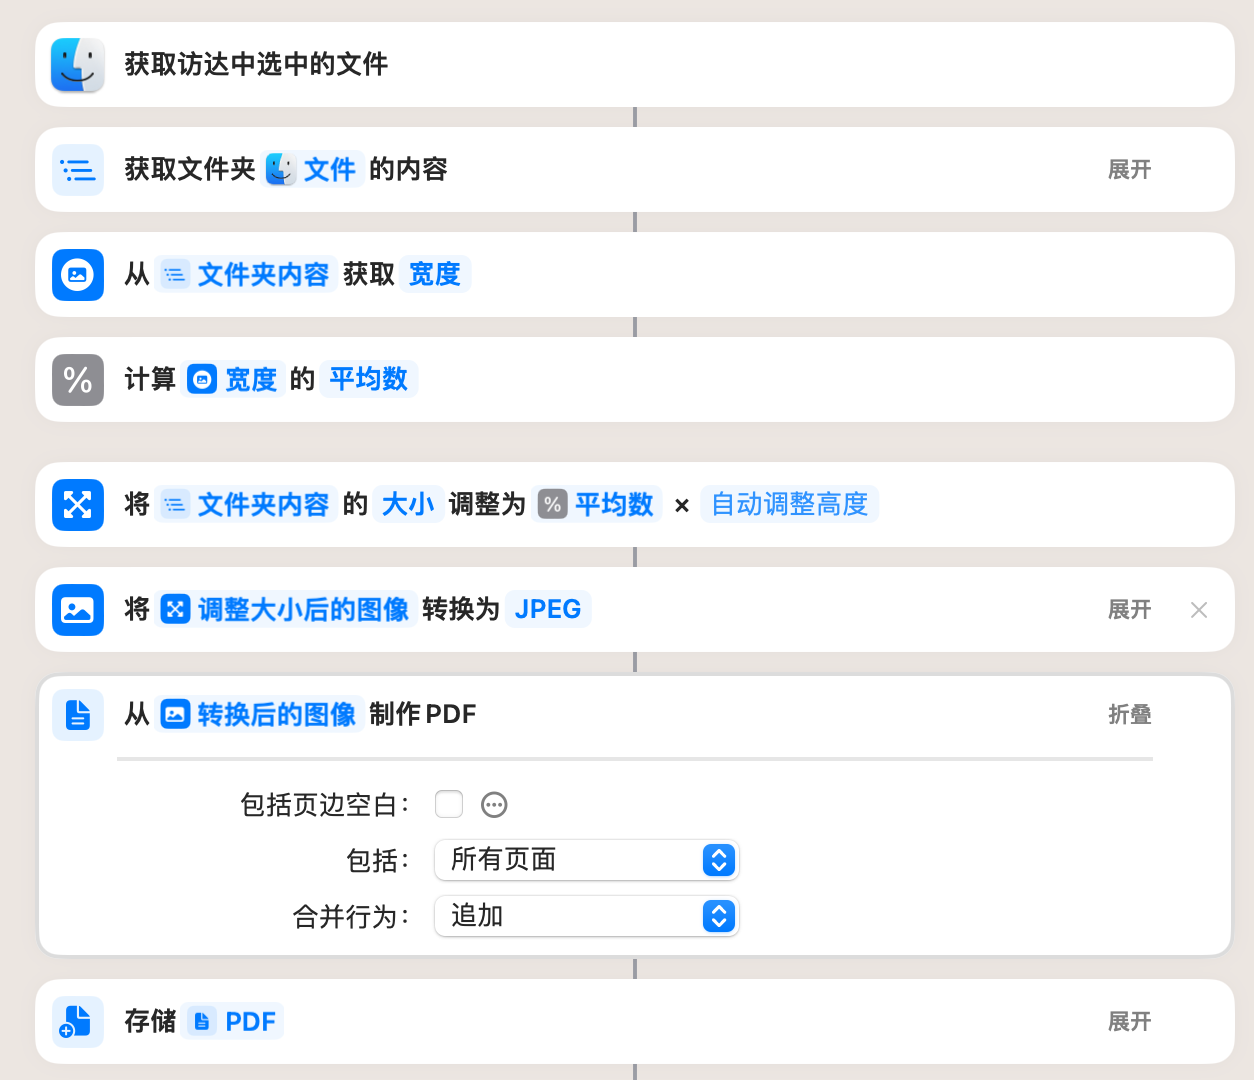 获取访达中选中的文件
获取文件夹 文件 的内容 展开
从 文件夹内容 获取 宽度
% 计算 宽度 的 平均数
将 文件夹内容 的 大小 调整为 % 平均数 × 自动调整高度
将 调整大小后的图像 转换为 JPEG 展开
从 转换后的图像 制作PDF 折叠
包括页边空白：
包括： 所有页面
合并行为： 追加
存储 PDF 展开